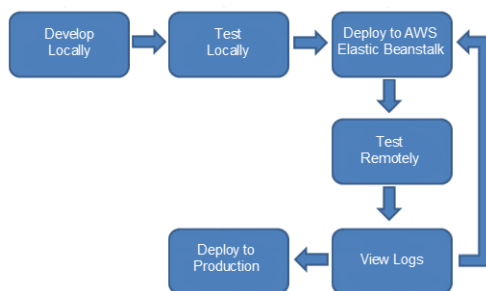 Develop
Locally
Test
Locally
Deploy to AWS
Elastic Beanstalk
Test
Remotely
View Logs
Deploy to
Production